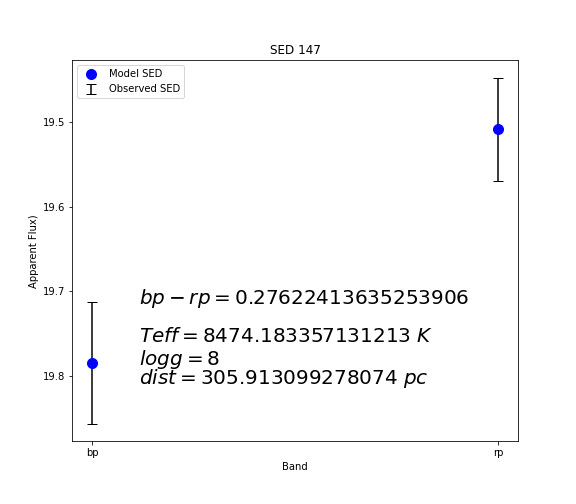 SED 147
Model SED
Observed SED
19.5
19.6
19.7
19.8
Apparent Flux)
bp − rp = 0.27622413635253906
Teff = 8474.183357131213 K
logg = 8
dist = 305.913099278074 pc
bp
rp
Band